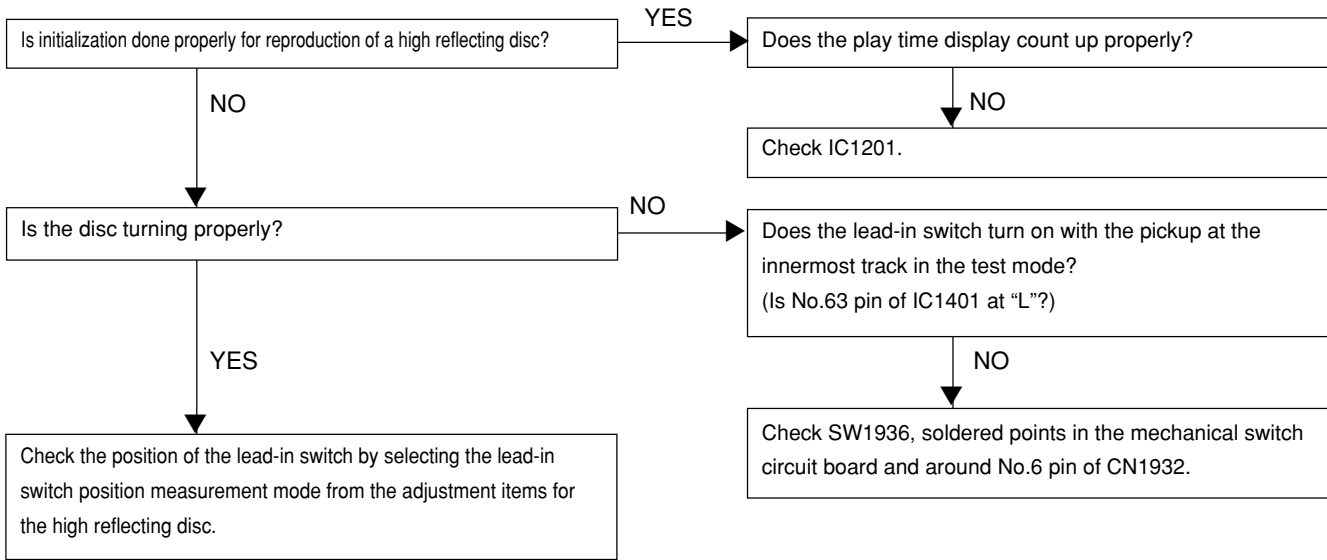 Is initialization done properly for reproduction of a high reflecting disc?
YES
Does the play time display count up properly?
NO
NO
Check IC1201.
Is the disc turning properly?
NO
Does the lead-in switch turn on with the pickup at the
innermost track in the test mode?
(Is No.63 pin of IC1401 at “L”?)
YES
NO
Check the position of the lead-in switch by selecting the lead-in
switch position measurement mode from the adjustment items for
the high reflecting disc.
Check SW1936, soldered points in the mechanical switch
circuit board and around No.6 pin of CN1932.